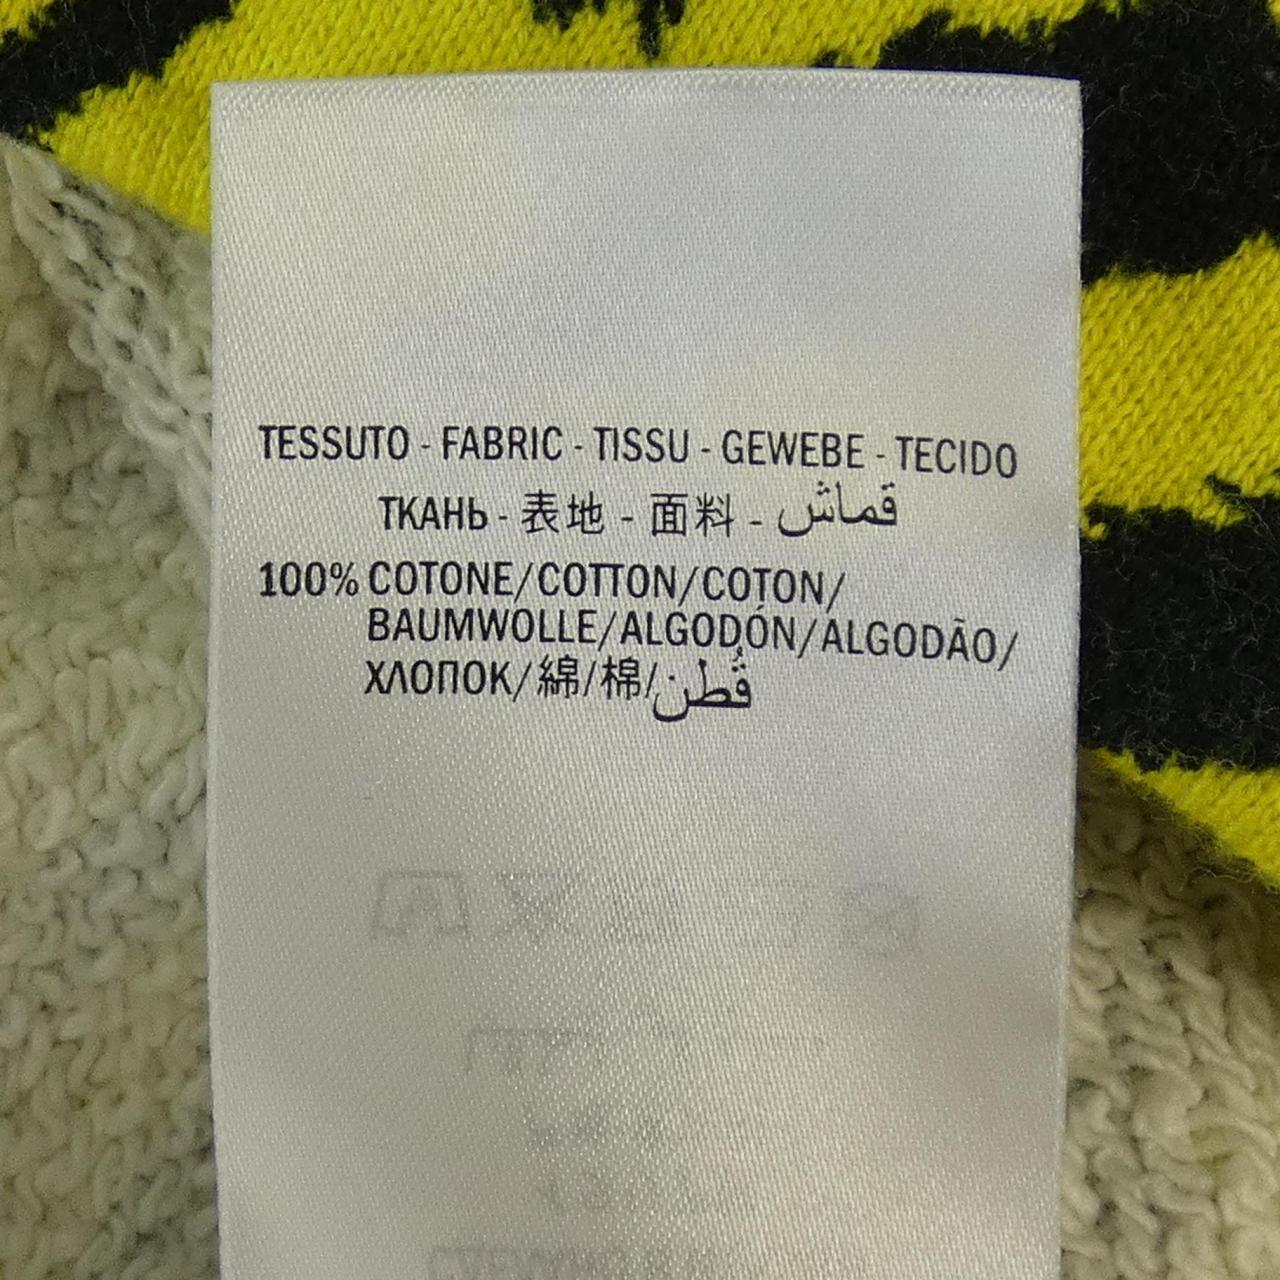 TESSUTO - FABRIC - TISSU - GEWEBE - TECIDO
ТКАНЬ - 表地 - 面料 - قماش
100% COTONE/COTTON/COTON/
BAUMWOLLE/ALGODÓN/ALGODÃO/
ХЛОПОК/綿/棉/قُطن